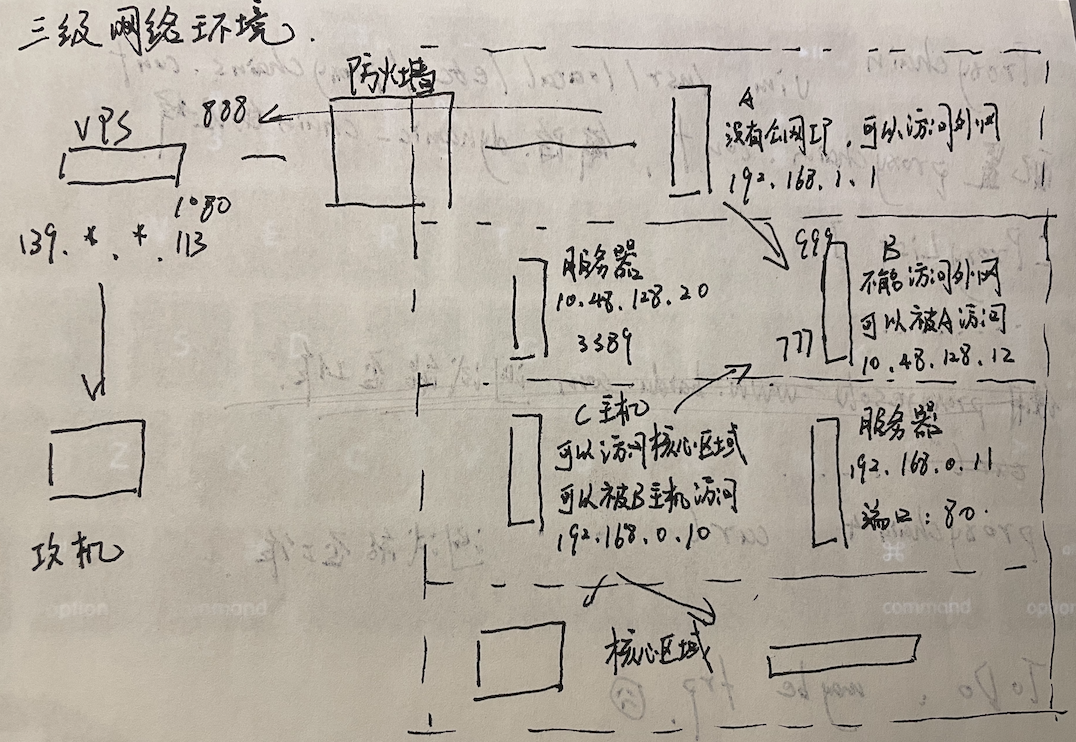 三级网络环境.
防火墙
VPS
888
1080
139. * . * . 113
攻机
A
没有公网IP, 可以访问外网
192.168.1.1
服务器
10.48.128.20
3389
999
B
不能访问外网
可以被A访问
777
10.48.128.12
C主机
可以访问核心区域
可以被B主机访问
192.168.0.10
服务器
192.168.0.11
端口:80.
核心区域
option
command
command
option